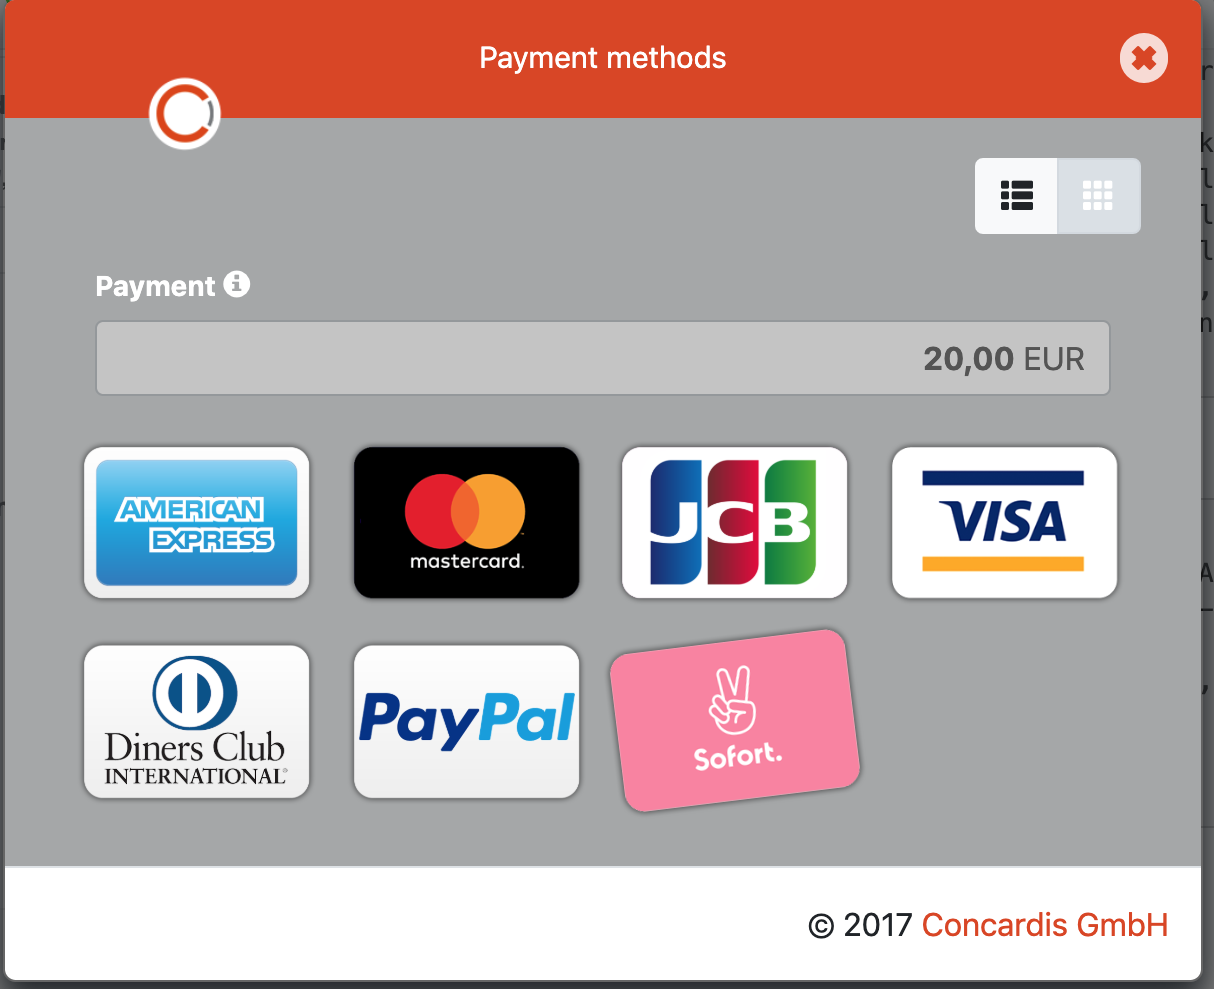 Payment methods
Payment
20,00 EUR
AMERICAN
EXPRESS
mastercard.
JCB
VISA
Diners Club
INTERNATIONAL®
PayPal
Sofort.
© 2017 Concardis GmbH